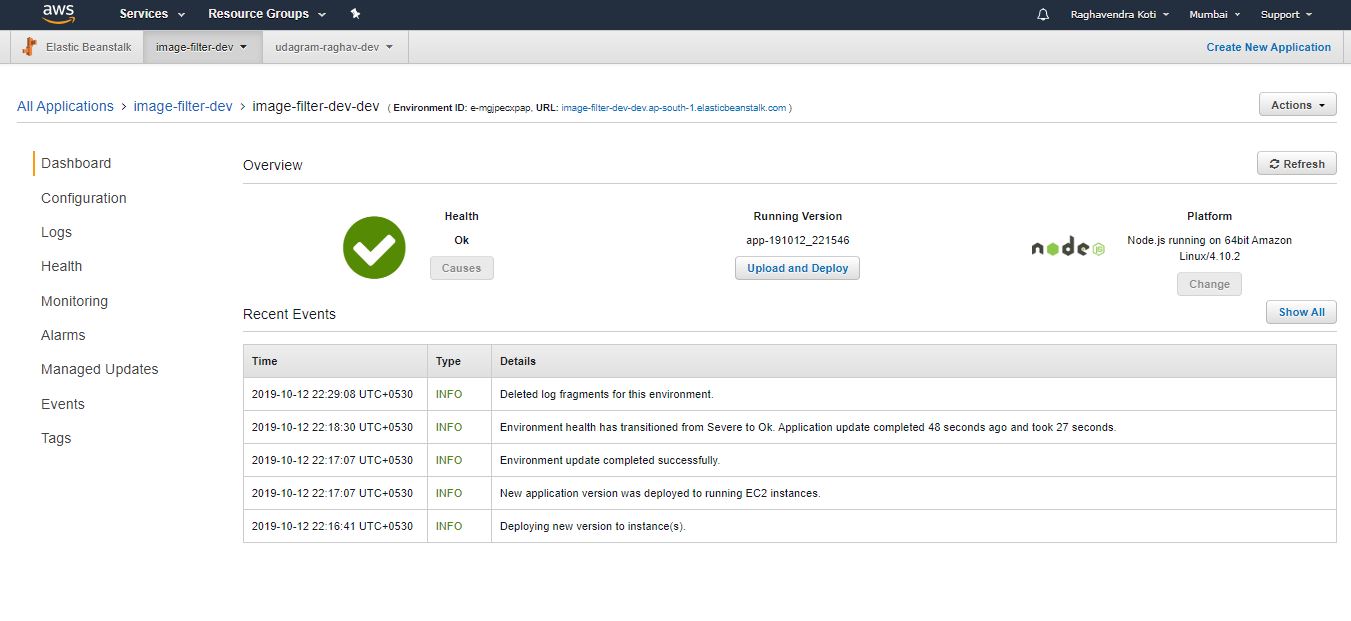 aws Services Resource Groups Raghavendra Koti Mumbai Support
Elastic Beanstalk image-filter-dev udagram-raghav-dev Create New Application
All Applications > image-filter-dev > image-filter-dev-dev ( Environment ID: e-mgjpecxpap, URL: image-filter-dev-dev.ap-south-1.elasticbeanstalk.com ) Actions
Dashboard
Configuration
Logs
Health
Monitoring
Alarms
Managed Updates
Events
Tags
Overview Refresh
Health
Ok
Causes
Running Version
app-191012_221546
Upload and Deploy
node JS
Platform
Node.js running on 64bit Amazon
Linux/4.10.2
Change
Recent Events Show All
Time Type Details
2019-10-12 22:29:08 UTC+0530 INFO Deleted log fragments for this environment.
2019-10-12 22:18:30 UTC+0530 INFO Environment health has transitioned from Severe to Ok. Application update completed 48 seconds ago and took 27 seconds.
2019-10-12 22:17:07 UTC+0530 INFO Environment update completed successfully.
2019-10-12 22:17:07 UTC+0530 INFO New application version was deployed to running EC2 instances.
2019-10-12 22:16:41 UTC+0530 INFO Deploying new version to instance(s).